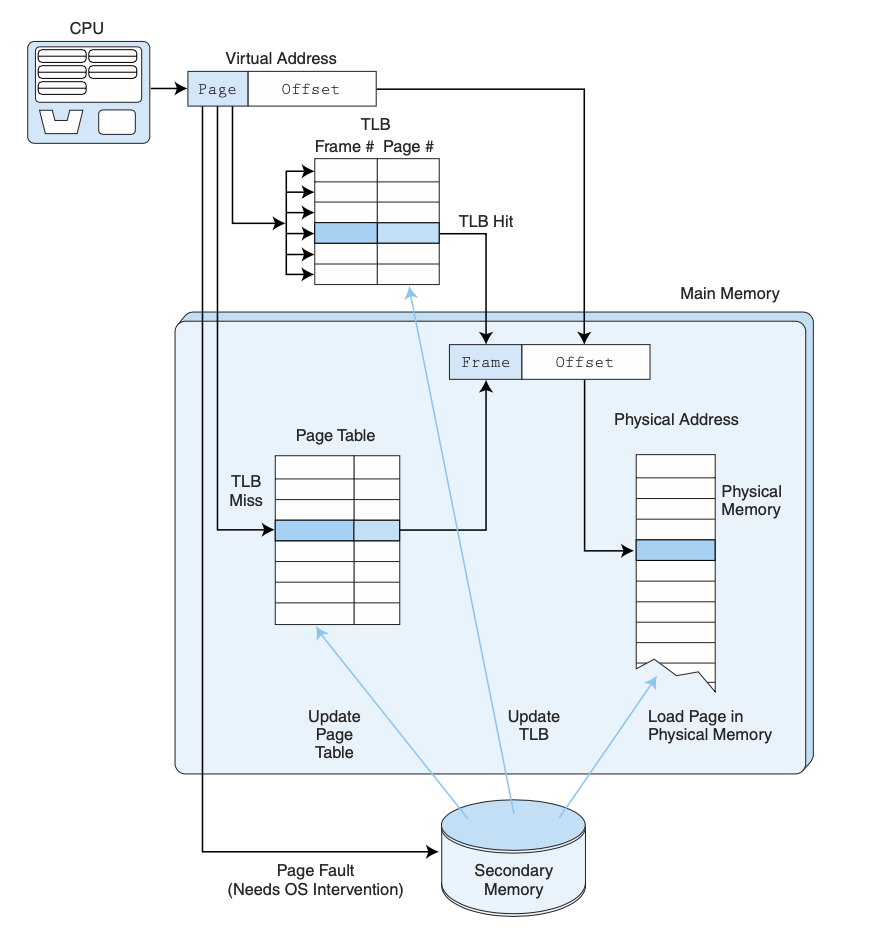 CPU
Virtual Address
Page
Offset
TLB
Frame # Page #
TLB Hit
Main Memory
Frame
Offset
Physical Address
Page Table
TLB
Miss
Physical
Memory
Update
Page
Table
Update
TLB
Load Page in
Physical Memory
Page Fault
(Needs OS Intervention)
Secondary
Memory